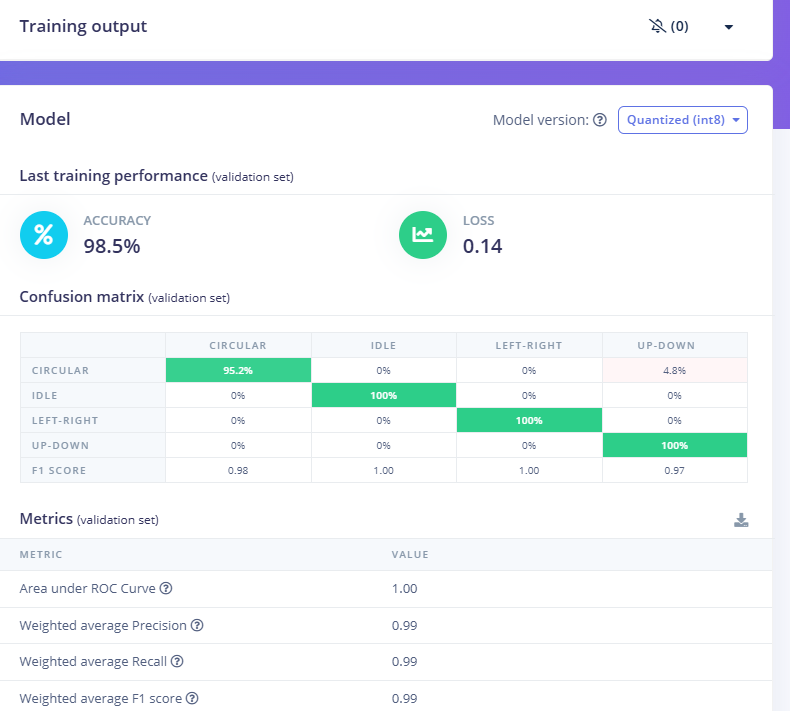 Training output (0)
Model Model version: Quantized (int8)
Last training performance (validation set)
% ACCURACY LOSS
98.5% 0.14
Confusion matrix (validation set)
CIRCULAR IDLE LEFT-RIGHT UP-DOWN
CIRCULAR 95.2% 0% 0% 4.8%
IDLE 0% 100% 0% 0%
LEFT-RIGHT 0% 0% 100% 0%
UP-DOWN 0% 0% 0% 100%
F1 SCORE 0.98 1.00 1.00 0.97
Metrics (validation set)
METRIC VALUE
Area under ROC Curve 1.00
Weighted average Precision 0.99
Weighted average Recall 0.99
Weighted average F1 score 0.99